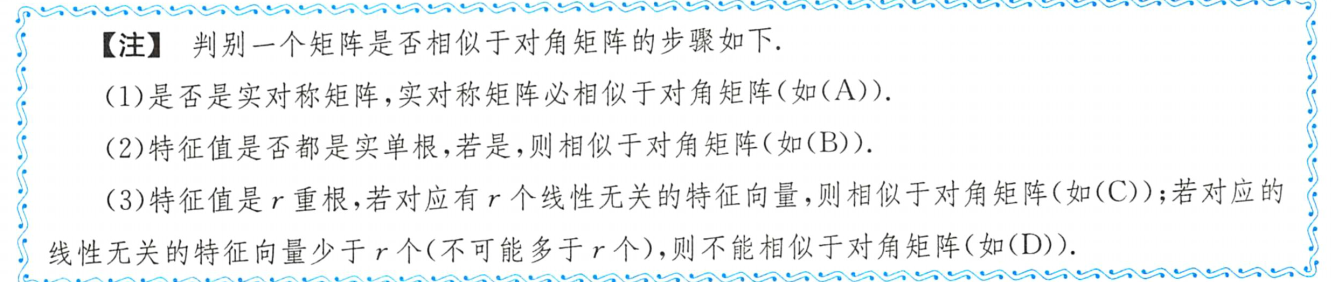 【注】 判别一个矩阵是否相似于对角矩阵的步骤如下.
(1)是否是实对称矩阵,实对称矩阵必相似于对角矩阵(如(A)).
(2)特征值是否都是实单根,若是,则相似于对角矩阵(如(B)).
(3)特征值是 r 重根,若对应有 r 个线性无关的特征向量,则相似于对角矩阵(如(C));若对应的
线性无关的特征向量少于 r 个(不可能多于 r 个),则不能相似于对角矩阵(如(D)).